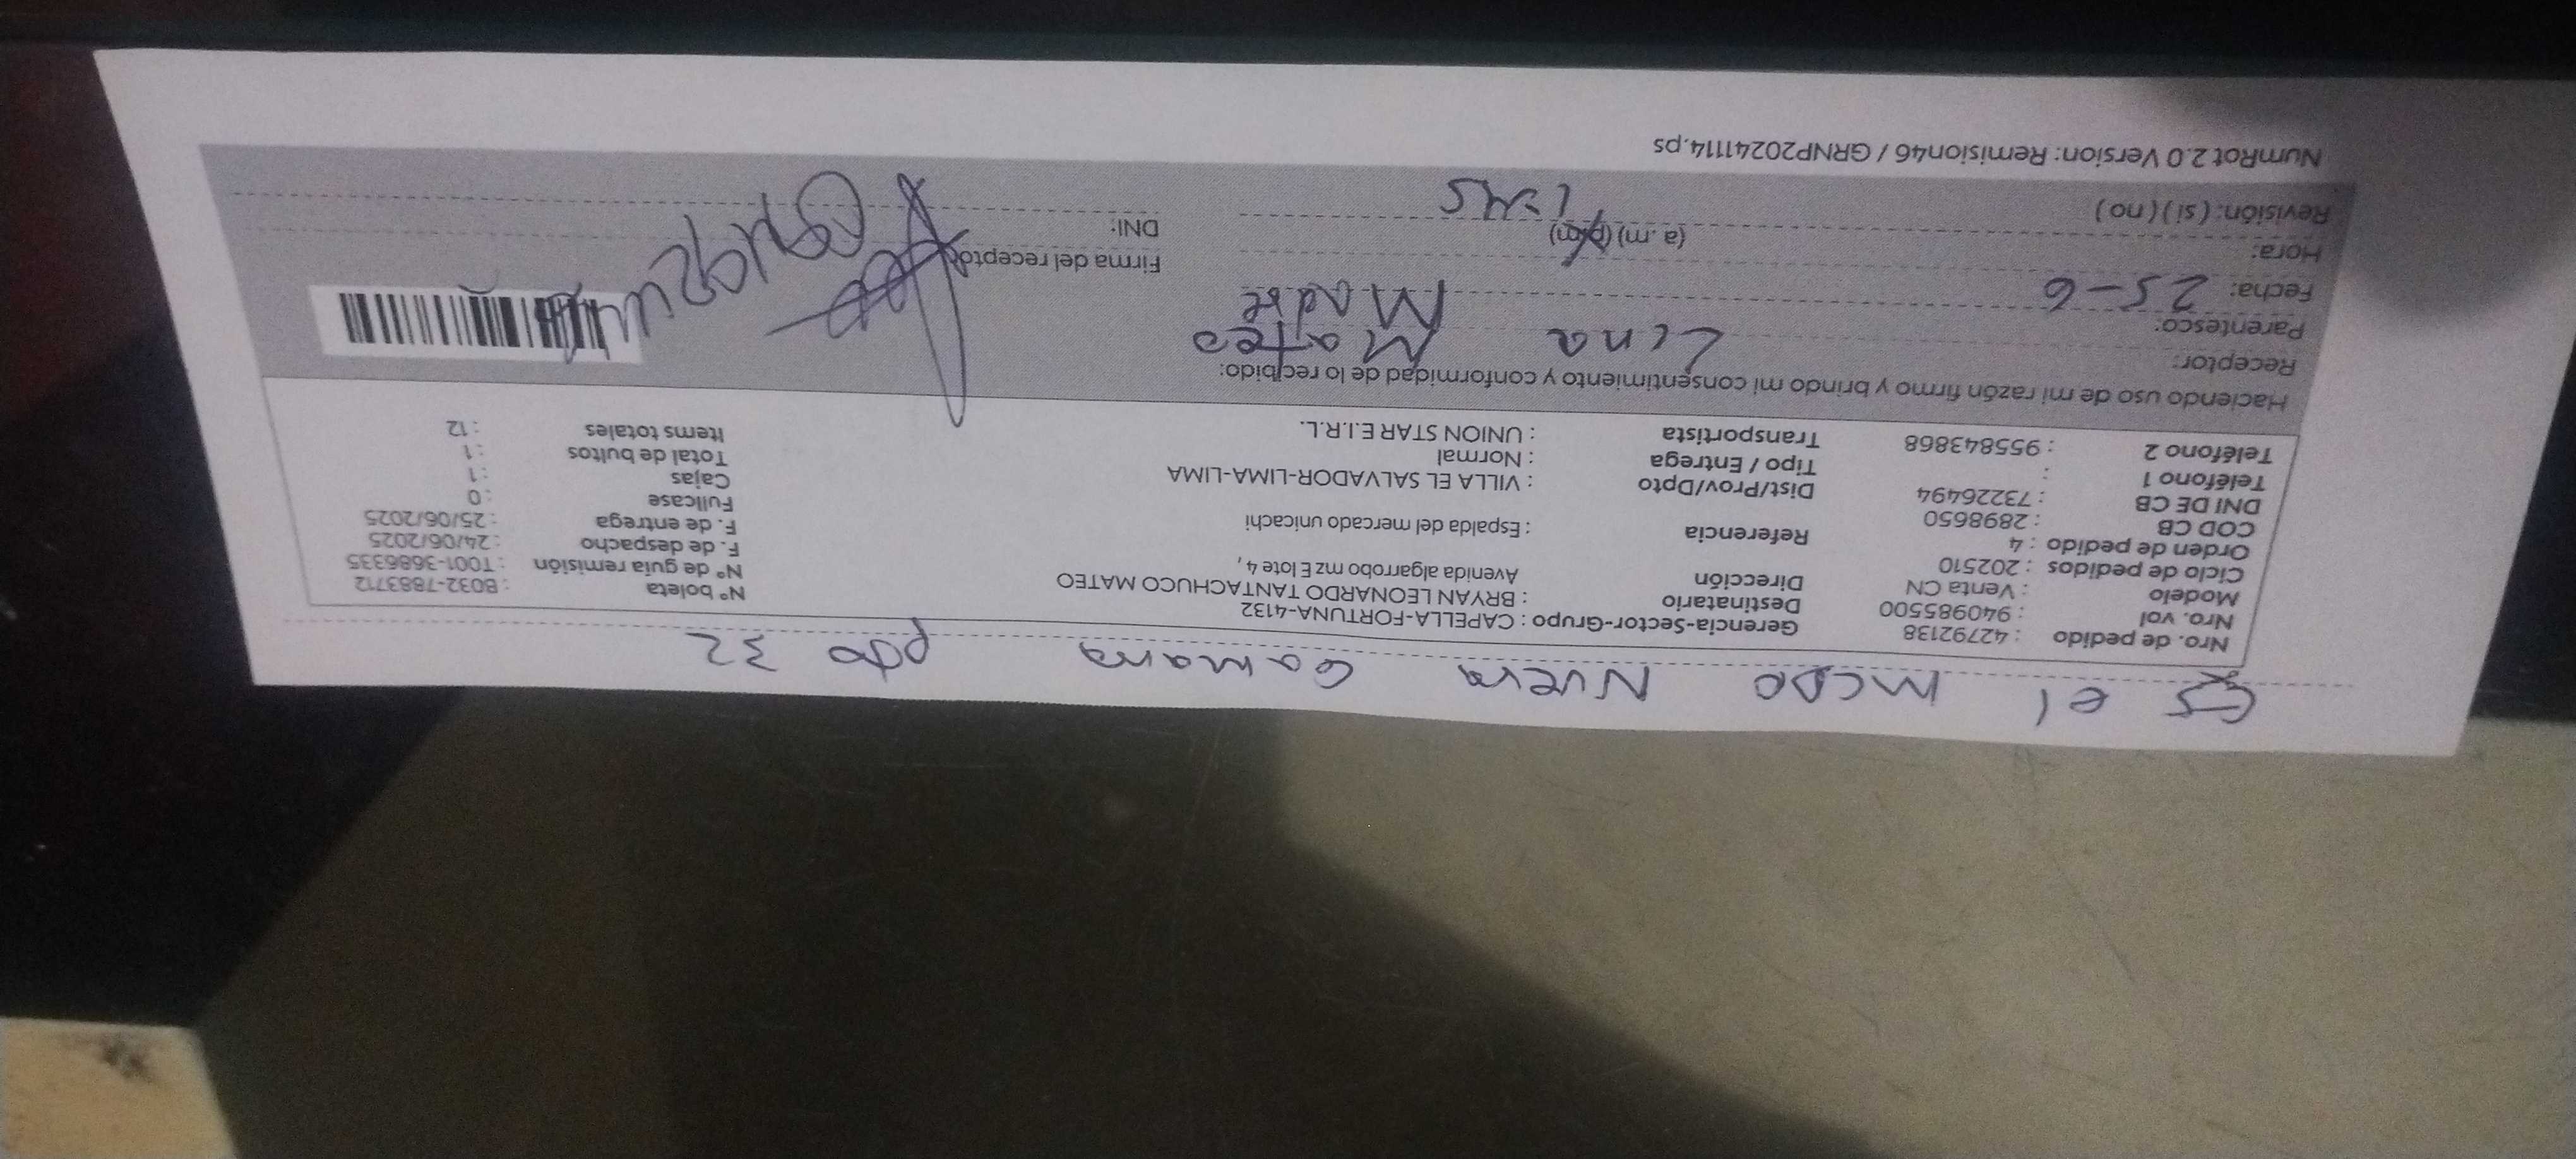 Es el mcdo Nueva Gamarra pto 32
Nro. de pedido : 42792138
Nro. vol : 940985500
Modelo : Venta CN
Ciclo de pedidos : 202510
Orden de pedido : 4
COD CB : 2898650
DNI DE CB : 73226494
Teléfono 1 :
Teléfono 2 : 955843868
Gerencia-Sector-Grupo : CAPELLA-FORTUNA-4132
Destinatario : BRYAN LEONARDO TANTACHUCO MATEO
Dirección Avenida algarrobo mz E lote 4 ,
Referencia : Espalda del mercado unicachi
Dist/Prov/Dpto : VILLA EL SALVADOR-LIMA-LIMA
Tipo / Entrega : Normal
Transportista : UNION STAR E.I.R.L.
N° boleta : B032-7883712
N° de guía remisión : T001-3686335
F. de despacho : 24/06/2025
F. de entrega : 25/06/2025
Fullcase : 0
Cajas : 1
Total de bultos : 1
Items totales : 12
Haciendo uso de mi razón firmo y brindo mi consentimiento y conformidad de lo recibido:
Receptor: Lina Mateo
Parentesco: Madre
Fecha: 25-6
Hora: (a.m) (p.m) 1:45
Revisión: (si) (no)
Firma del receptor
DNI:
NumRot 2.0 Version: Remision46 / GRNP20241114.ps